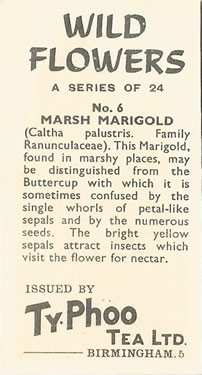 WILD
FLOWERS
A SERIES OF 24
No. 6
MARSH MARIGOLD
(Caltha palustris. Family
Ranunculaceae). This Marigold,
found in marshy places, may
be distinguished from the
Buttercup with which it is
sometimes confused by the
single whorls of petal-like
sepals and by the numerous
seeds. The bright yellow
sepals attract insects which
visit the flower for nectar.
ISSUED BY
Ty.Phoo
TEA LTD.
BIRMINGHAM. 5